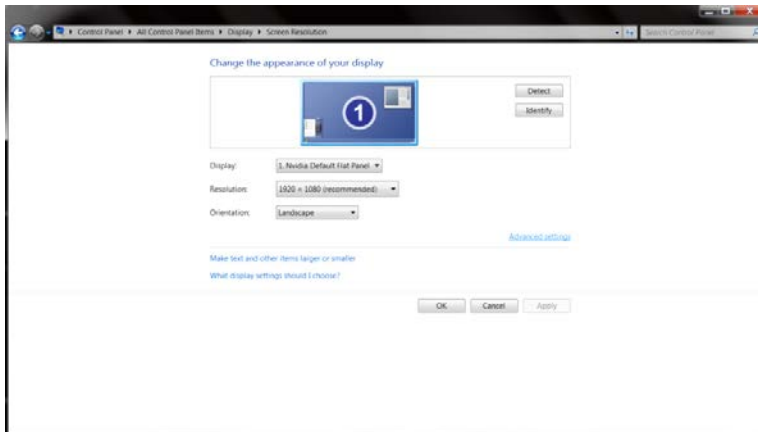 Control Panel ▸ All Control Panel Items ▸ Display ▸ Screen Resolution
Search Control Panel
Change the appearance of your display
1
Detect
Identify
Display: 1. Nvidia Default Flat Panel
Resolution: 1920 × 1080 (recommended)
Orientation: Landscape
Advanced settings
Make text and other items larger or smaller
What display settings should I choose?
OK Cancel Apply